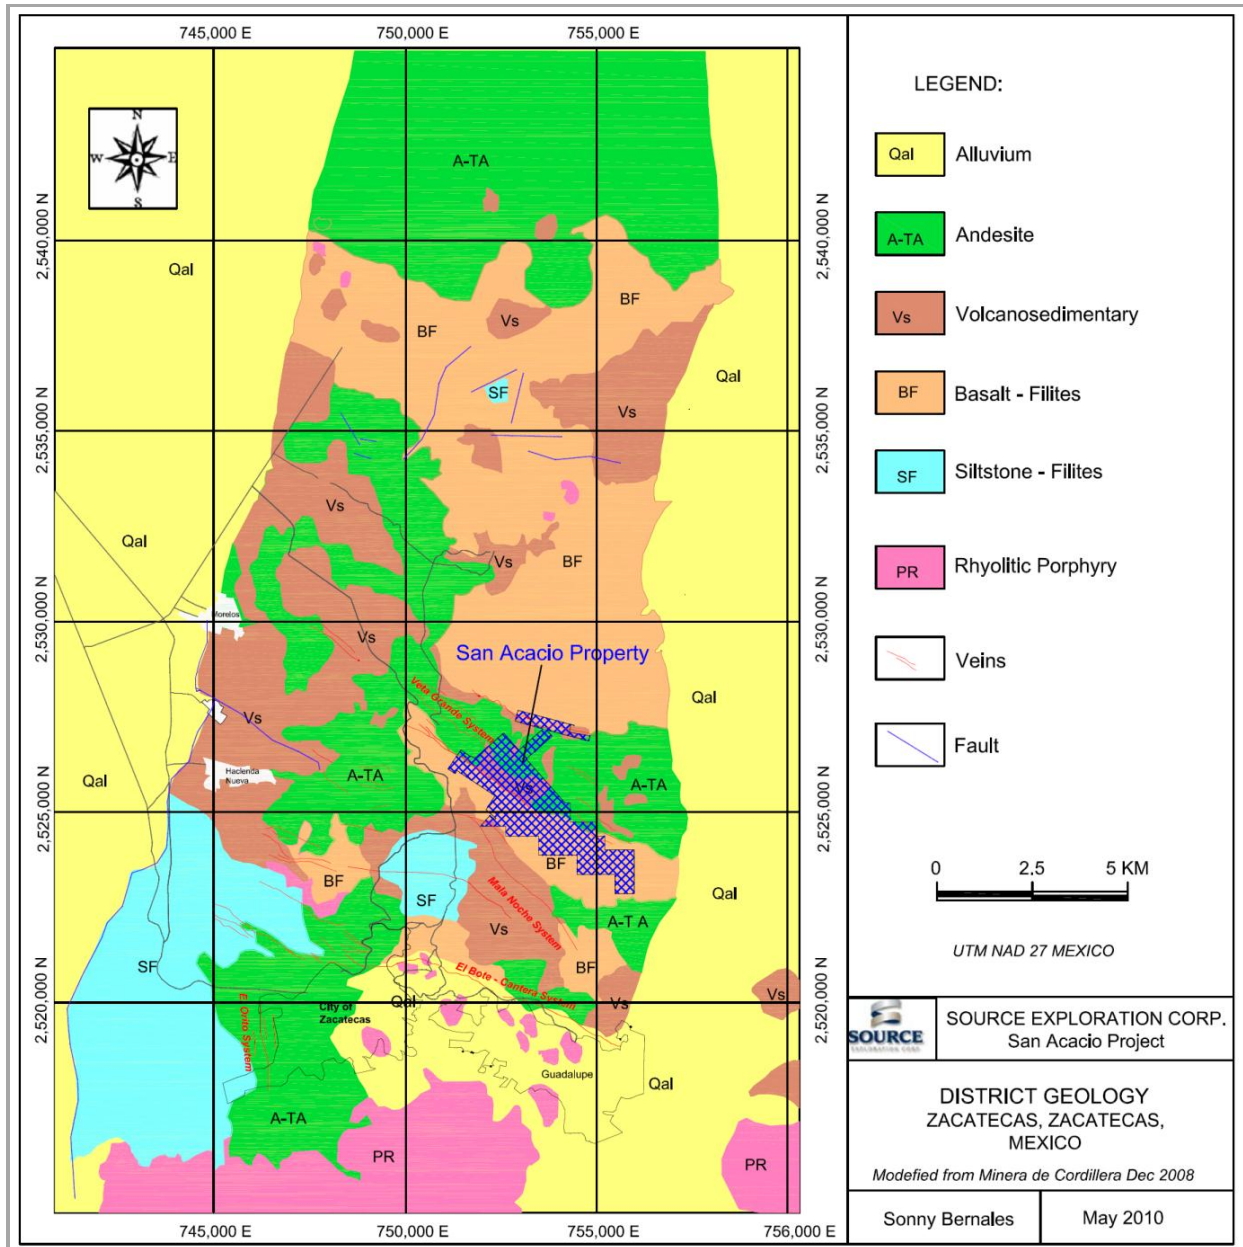 745,000 E
750,000 E
755,000 E
N
W
E
S
2,540,000 N
2,535,000 N
2,530,000 N
2,525,000 N
2,520,000 N
2,540,000 N
2,535,000 N
2,530,000 N
2,525,000 N
2,520,000 N
A-TA
Qal
BF
Vs
BF
Qal
SF
Vs
Vs
Qal
Vs
BF
Morelos
Vs
San Acacio Property
Veta Grande System
Qal
Vs
Hacienda
Nueva
Qal
A-TA
Vs
A-TA
BF
BF
SF
Qal
Mala Noche System
Vs
A-T A
SF
BF
El Bote - Cantera System
Vs
Vs
El Orito System
City of
Zacatecas
Qal
Guadalupe
Qal
A-TA
PR
PR
745,000 E
750,000 E
755,000 E
756,000 E
LEGEND:
Qal Alluvium
A-TA Andesite
Vs Volcanosedimentary
BF Basalt - Filites
SF Siltstone - Filites
PR Rhyolitic Porphyry
Veins
Fault
0 2.5 5 KM
UTM NAD 27 MEXICO
SOURCE
EXPLORATION CORP.
SOURCE EXPLORATION CORP.
San Acacio Project
DISTRICT GEOLOGY
ZACATECAS, ZACATECAS,
MEXICO
Modefied from Minera de Cordillera Dec 2008
Sonny Bernales
May 2010